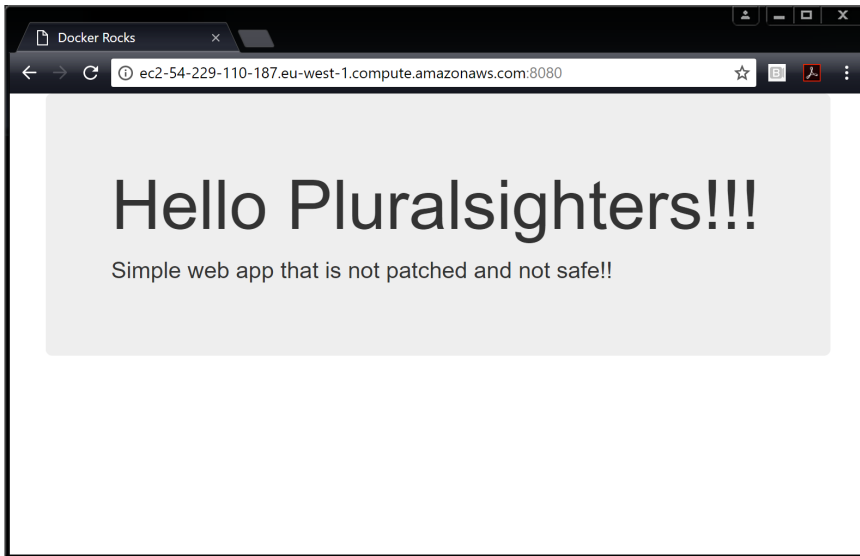 Docker Rocks
ec2-54-229-110-187.eu-west-1.compute.amazonaws.com:8080
Hello Pluralsighters!!!
Simple web app that is not patched and not safe!!